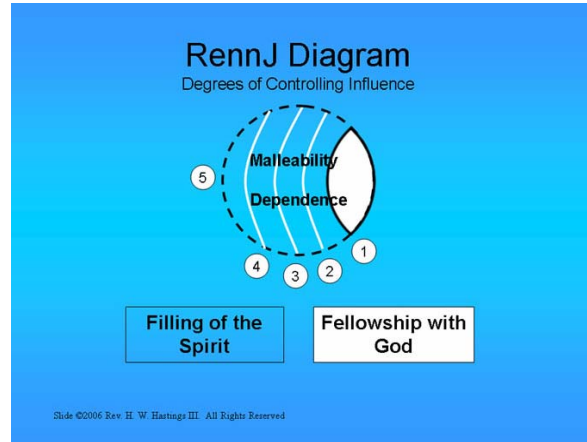 RennJ Diagram
Degrees of Controlling Influence
Malleability
Dependence
5
4
3
2
1
Filling of the
Spirit
Fellowship with
God
Slide ©2006 Rev. H. W. Hastings III. All Rights Reserved